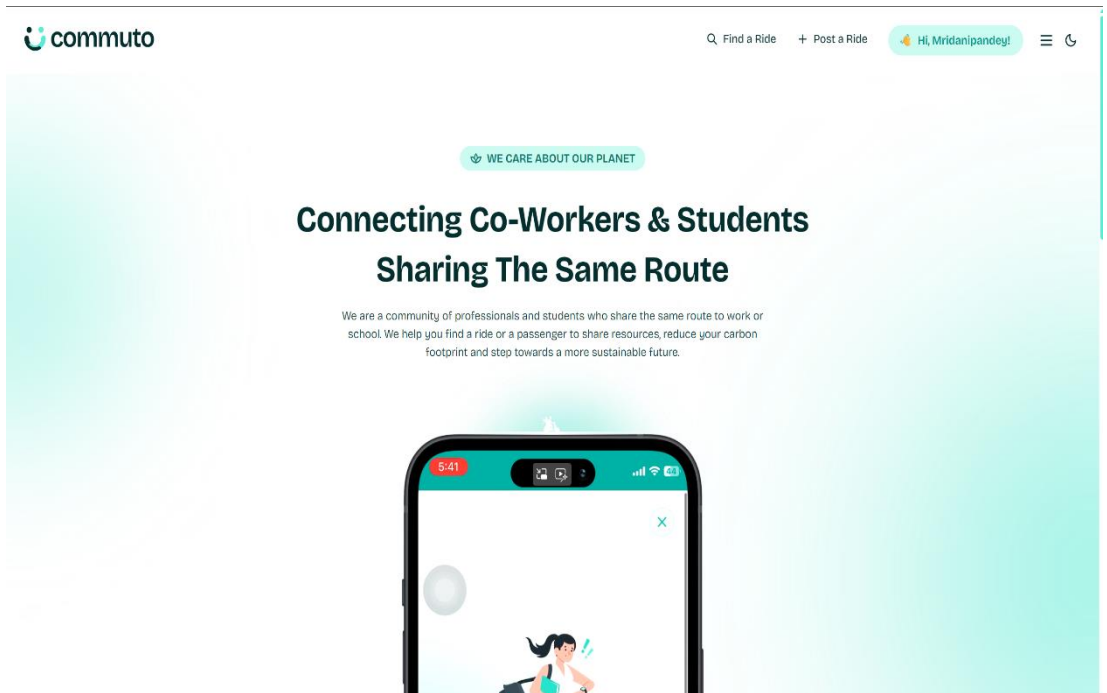 commuto
Find a Ride
Post a Ride
Hi, Mridanipandey!
WE CARE ABOUT OUR PLANET
Connecting Co-Workers & Students
Sharing The Same Route
We are a community of professionals and students who share the same route to work or
school. We help you find a ride or a passenger to share resources, reduce your carbon
footprint and step towards a more sustainable future.
5:41
44